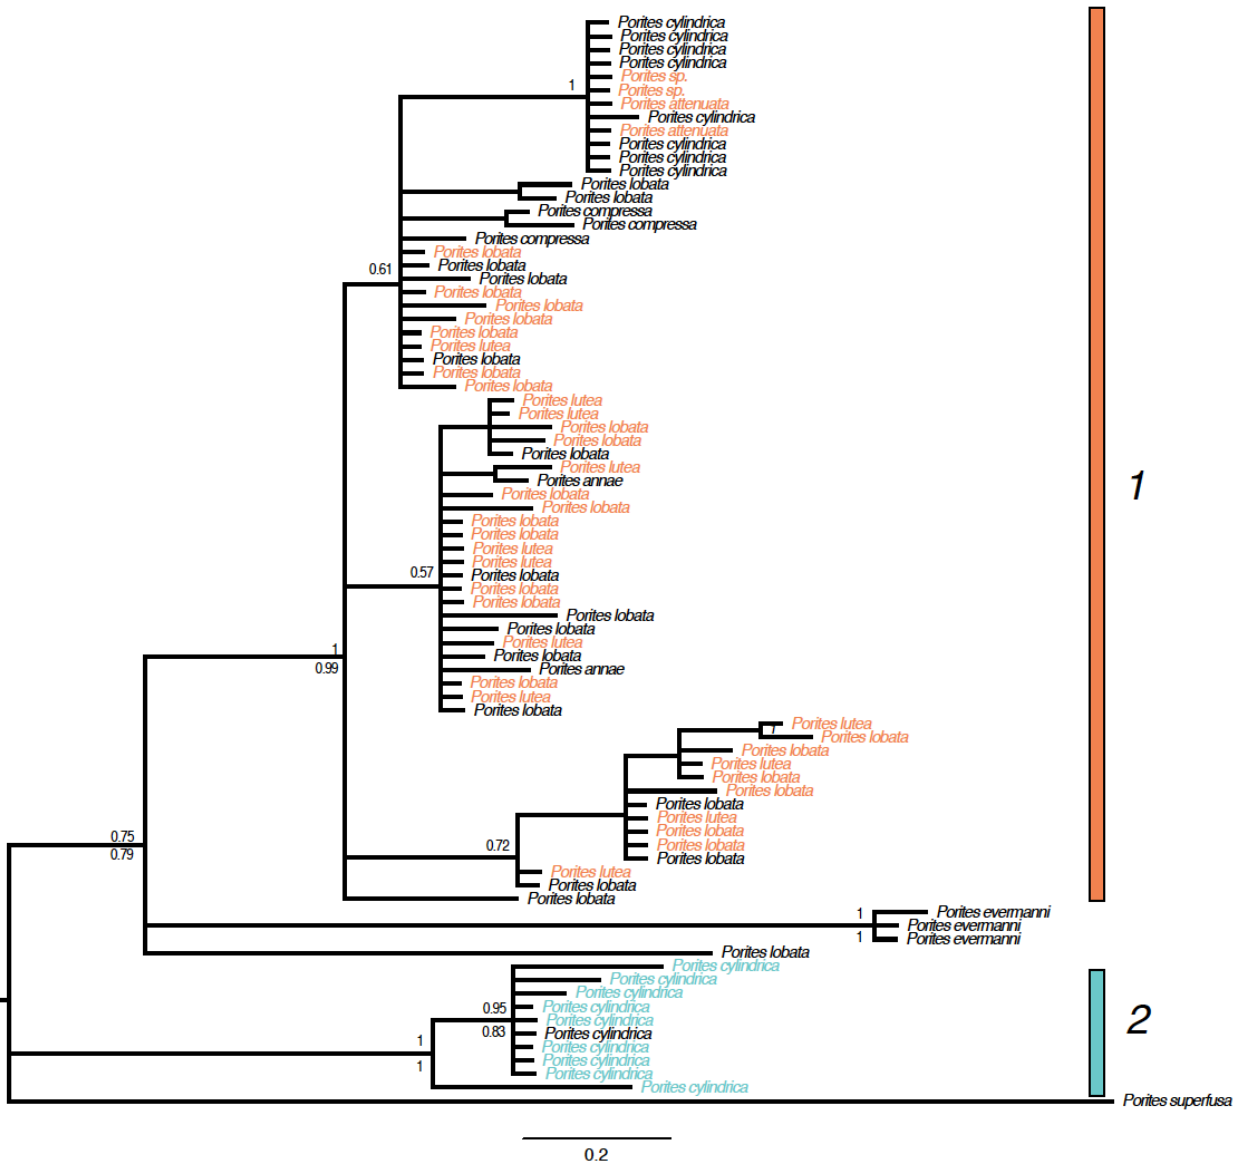 Porites cylindrica
Porites cylindrica
Porites cylindrica
Porites cylindrica
Porites sp.
1
Porites sp.
Porites attenuata
Porites cylindrica
Porites attenuata
Porites cylindrica
Porites cylindrica
Porites cylindrica
Porites lobata
Porites lobata
Porites compressa
Porites compressa
Porites compressa
Porites lobata
Porites lobata
0.61
Porites lobata
Porites lobata
Porites lobata
Porites lobata
Porites lobata
Porites lutea
Porites lobata
Porites lobata
Porites lobata
Porites lutea
Porites lutea
Porites lobata
Porites lobata
Porites lobata
Porites lutea
Porites annae
1
Porites lobata
Porites lobata
Porites lobata
Porites lobata
Porites lutea
Porites lutea
0.57
Porites lobata
Porites lobata
Porites lobata
Porites lobata
Porites lobata
Porites lutea
1
Porites lobata
0.99
Porites annae
Porites lobata
Porites lutea
Porites lobata
Porites lutea
1
Porites lobata
Porites lobata
Porites lutea
Porites lobata
Porites lobata
Porites lobata
Porites lutea
Porites lobata
0.75
0.72
Porites lobata
0.79
Porites lobata
Porites lutea
Porites lobata
Porites lobata
1
Porites evermanni
Porites evermanni
1
Porites evermanni
Porites lobata
Porites cylindrica
Porites cylindrica
Porites cylindrica
0.95
Porites cylindrica
2
Porites cylindrica
0.83
Porites cylindrica
1
Porites cylindrica
Porites cylindrica
1
Porites cylindrica
Porites cylindrica
Porites superfusa
0.2